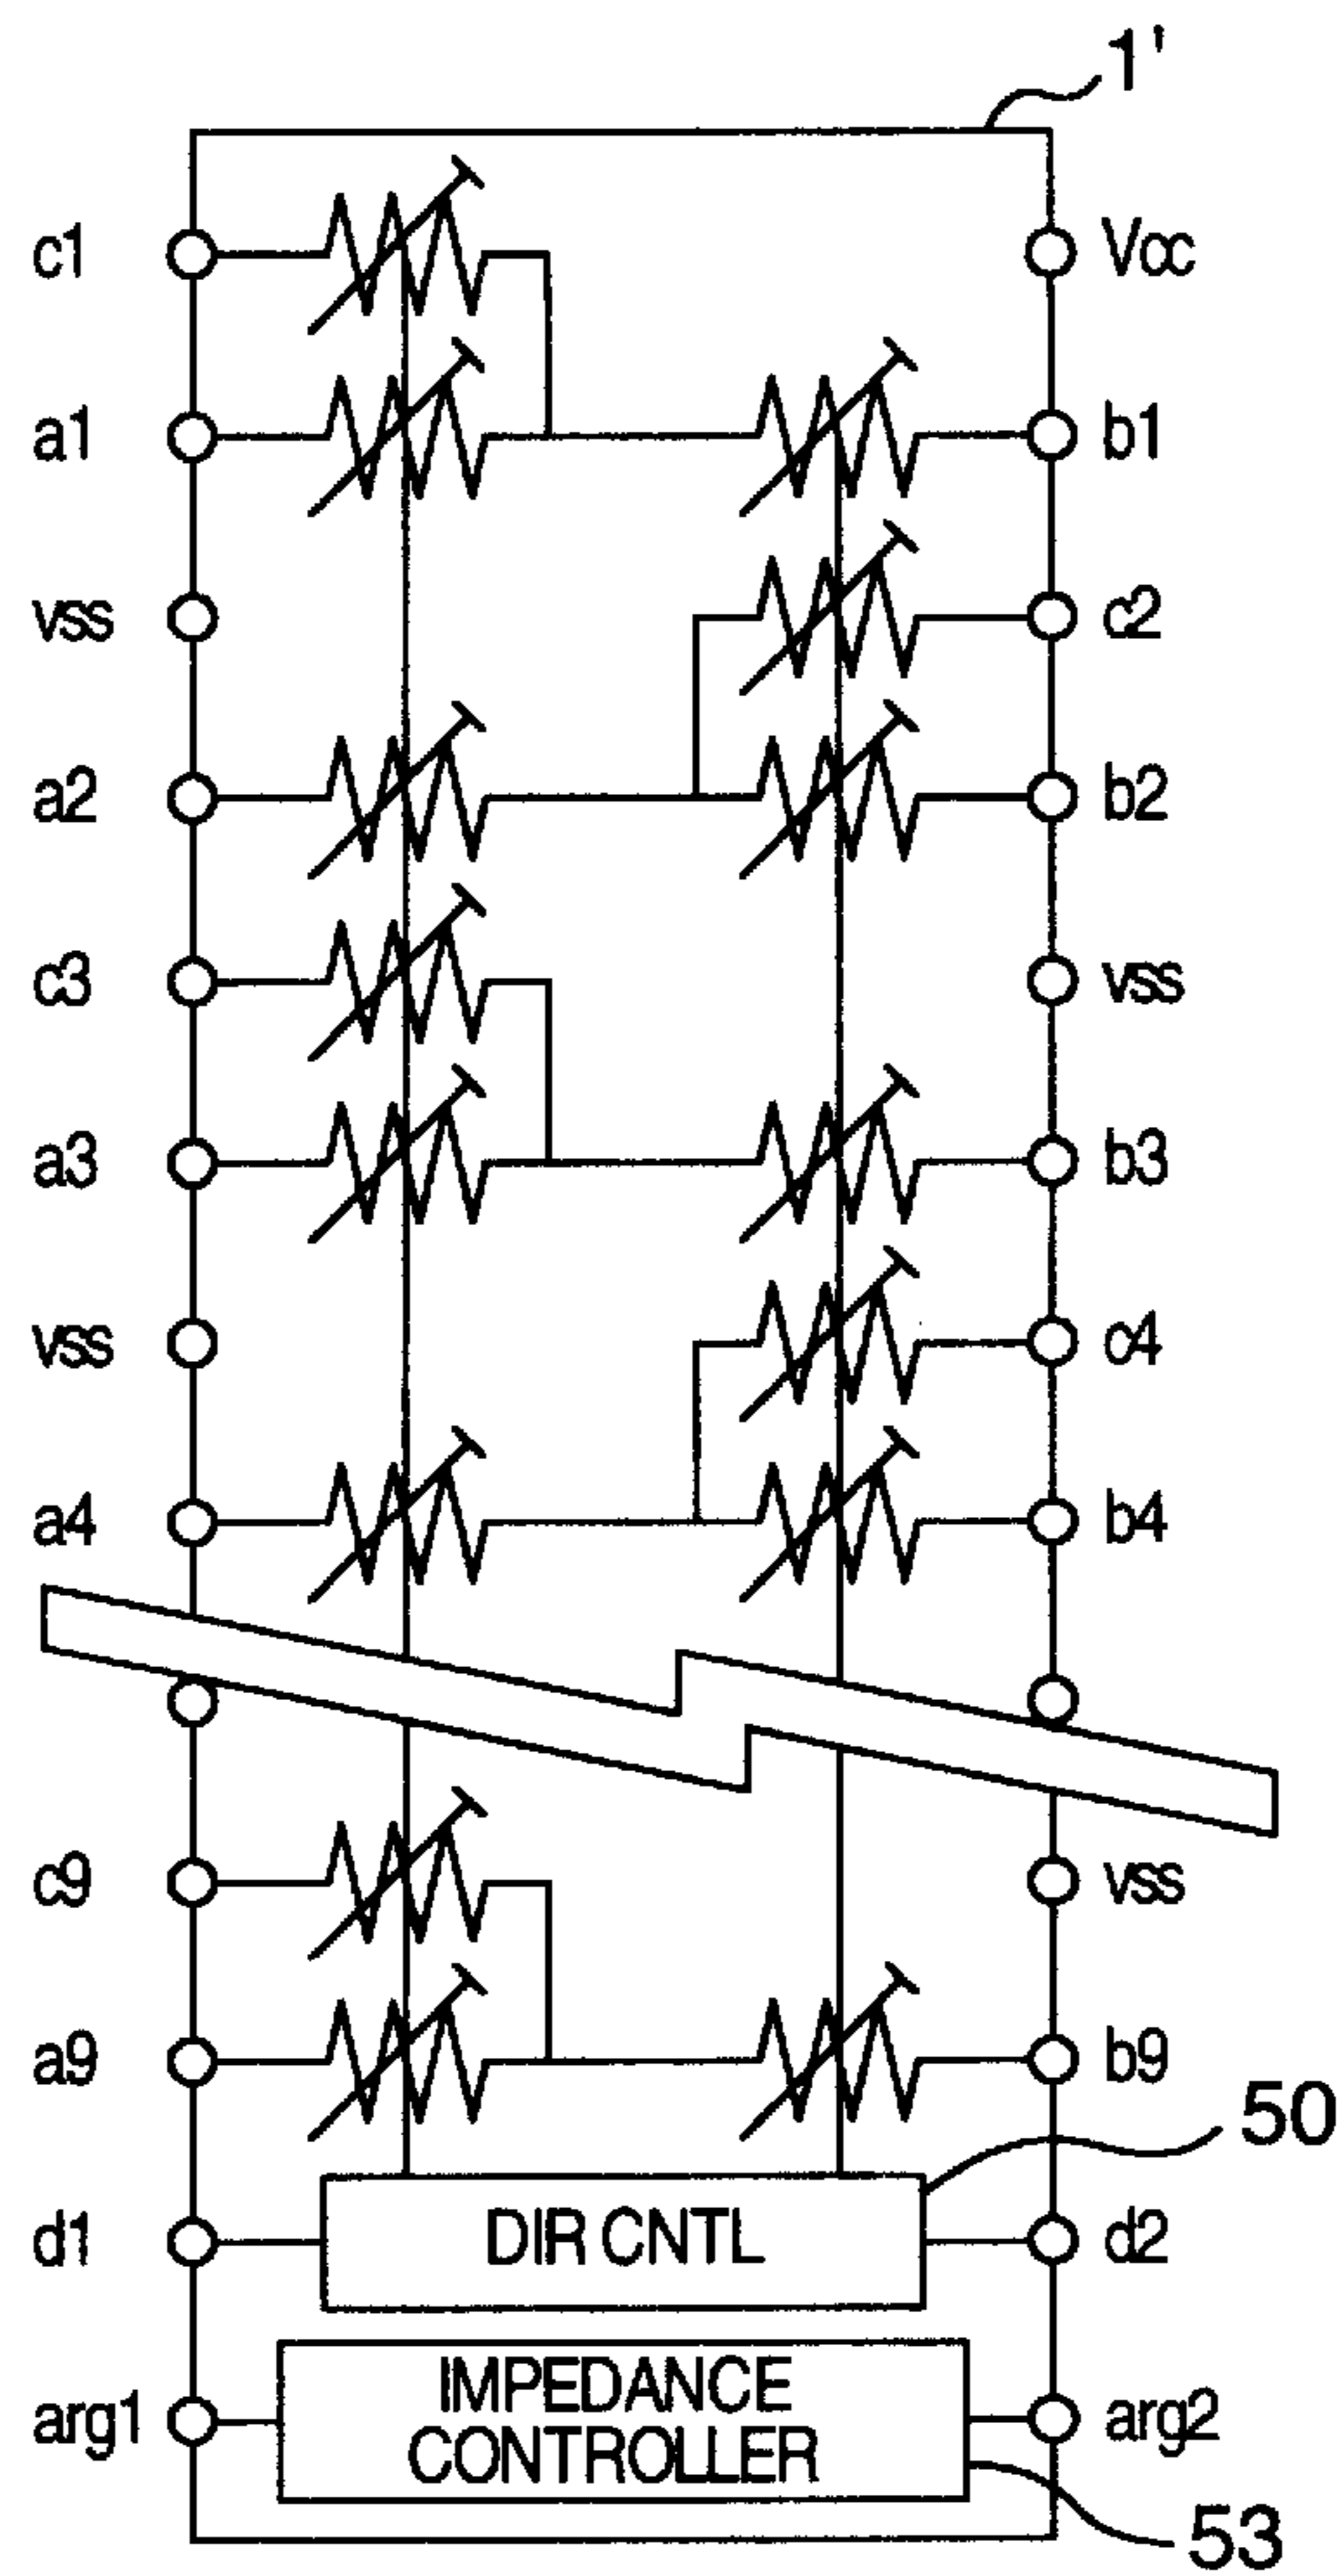 1'
c1 Vcc
a1 b1
vss c2
a2 b2
c3 vss
a3 b3
vss c4
a4 b4
c9 vss
a9 b9
50
d1 DIR CNTL d2
IMPEDANCE
arg1 CONTROLLER arg2
53